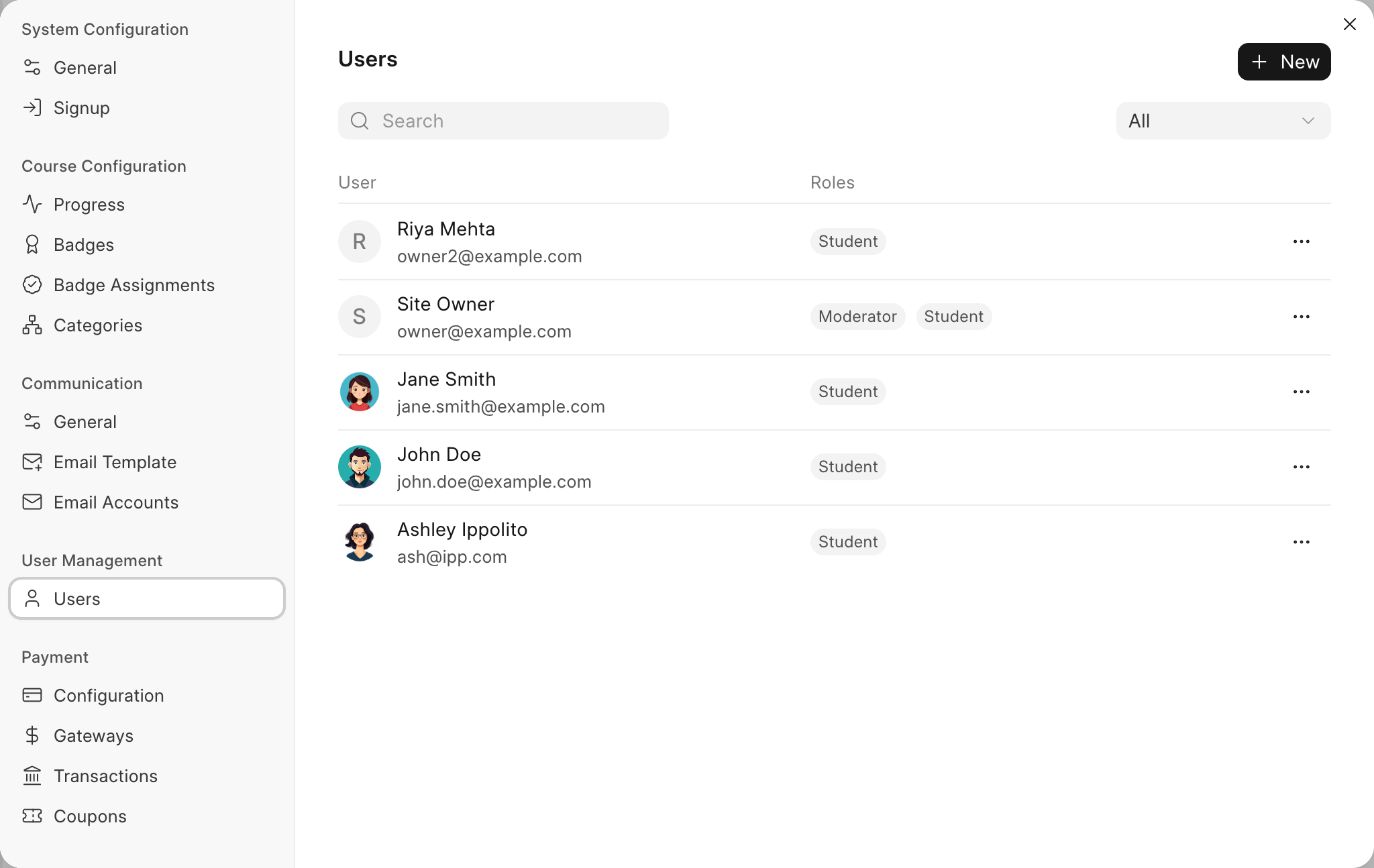 System Configuration
General
Signup
Course Configuration
Progress
Badges
Badge Assignments
Categories
Communication
General
Email Template
Email Accounts
User Management
Users
Payment
Configuration
Gateways
Transactions
Coupons
Users
New
Search
All
User Roles
R
Riya Mehta
owner2@example.com
Student
S
Site Owner
owner@example.com
Moderator Student
Jane Smith
jane.smith@example.com
Student
John Doe
john.doe@example.com
Student
Ashley Ippolito
ash@ipp.com
Student